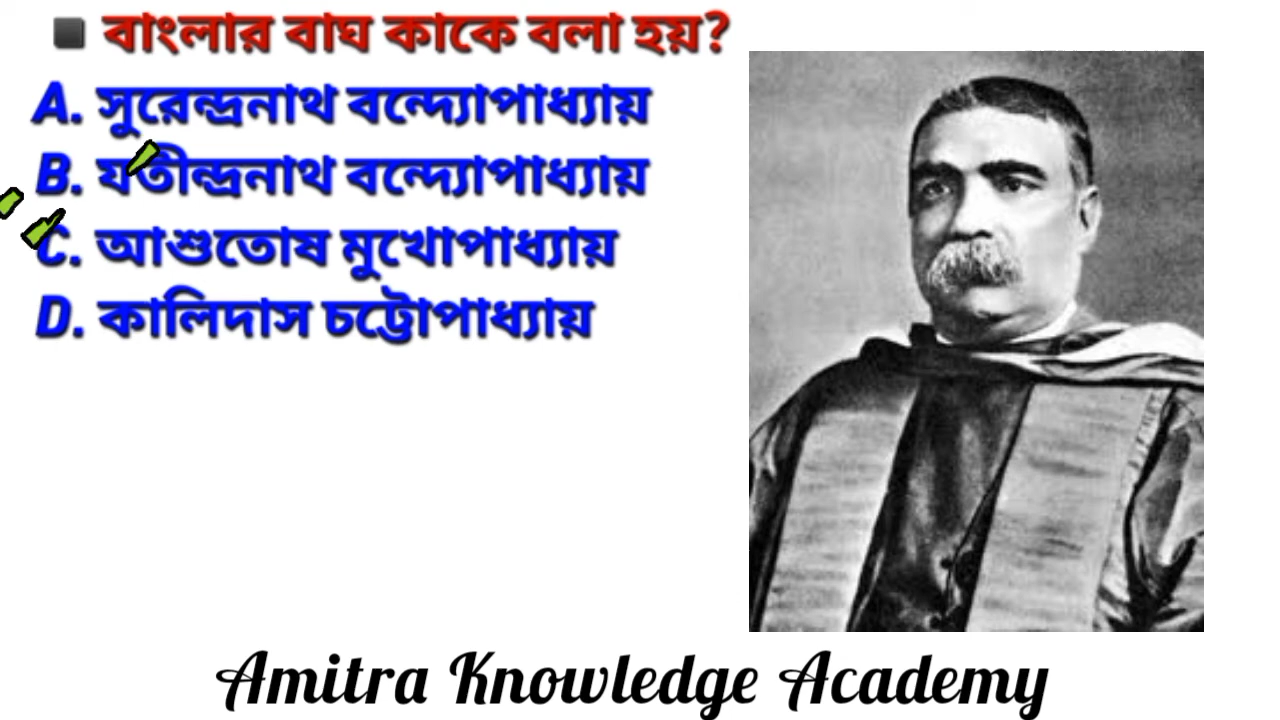 বাংলার বাঘ কাকে বলা হয়?
A. সুরেন্দ্রনাথ বন্দ্যোপাধ্যায়
B. যতীন্দ্রনাথ বন্দ্যোপাধ্যায়
C. আশুতোষ মুখোপাধ্যায়
D. কালিদাস চট্টোপাধ্যায়
Amitra Knowledge Academy